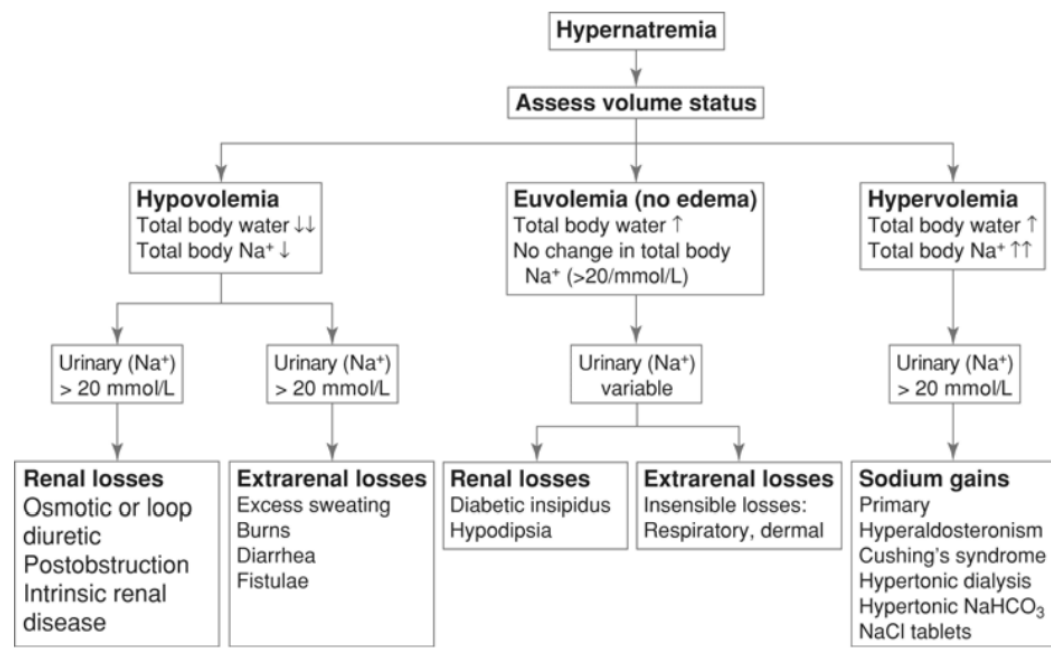 Hypernatremia
Assess volume status
Hypovolemia
Total body water ↓↓
Total body Na⁺ ↓
Euvolemia (no edema)
Total body water ↑
No change in total body
Na⁺ (>20/mmol/L)
Hypervolemia
Total body water ↑
Total body Na⁺ ↑↑
Urinary (Na⁺)
> 20 mmol/L
Urinary (Na⁺)
> 20 mmol/L
Urinary (Na⁺)
variable
Urinary (Na⁺)
> 20 mmol/L
Renal losses
Osmotic or loop
diuretic
Postobstruction
Intrinsic renal
disease
Extrarenal losses
Excess sweating
Burns
Diarrhea
Fistulae
Renal losses
Diabetic insipidus
Hypodipsia
Extrarenal losses
Insensible losses:
Respiratory, dermal
Sodium gains
Primary
Hyperaldosteronism
Cushing's syndrome
Hypertonic dialysis
Hypertonic NaHCO₃
NaCl tablets